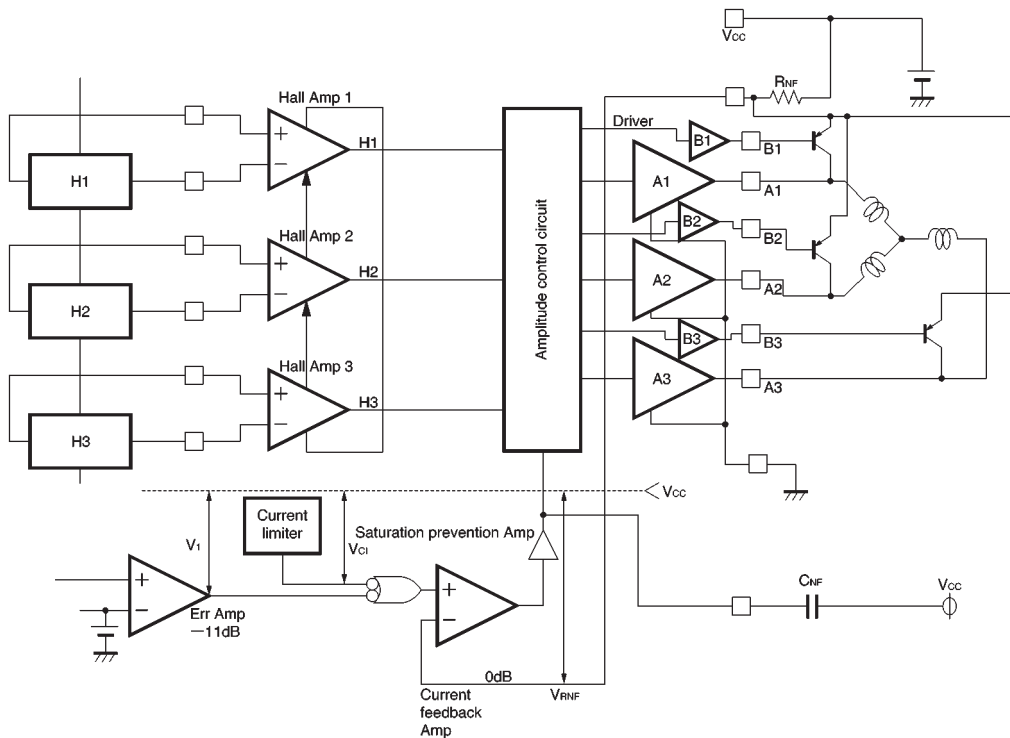 VCC
RNF
Hall Amp 1
H1
H1
Driver
B1
B1
A1
A1
Hall Amp 2
H2
H2
B2
B2
A2
A2
Amplitude control circuit
Hall Amp 3
H3
H3
B3
B3
A3
A3
+
−
+
−
+
−
VCC
Current
limiter
V1
VCI
Saturation prevention Amp
+
−
Err Amp
−11dB
+
−
0dB
VRNF
Current
feedback
Amp
CNF
VCC